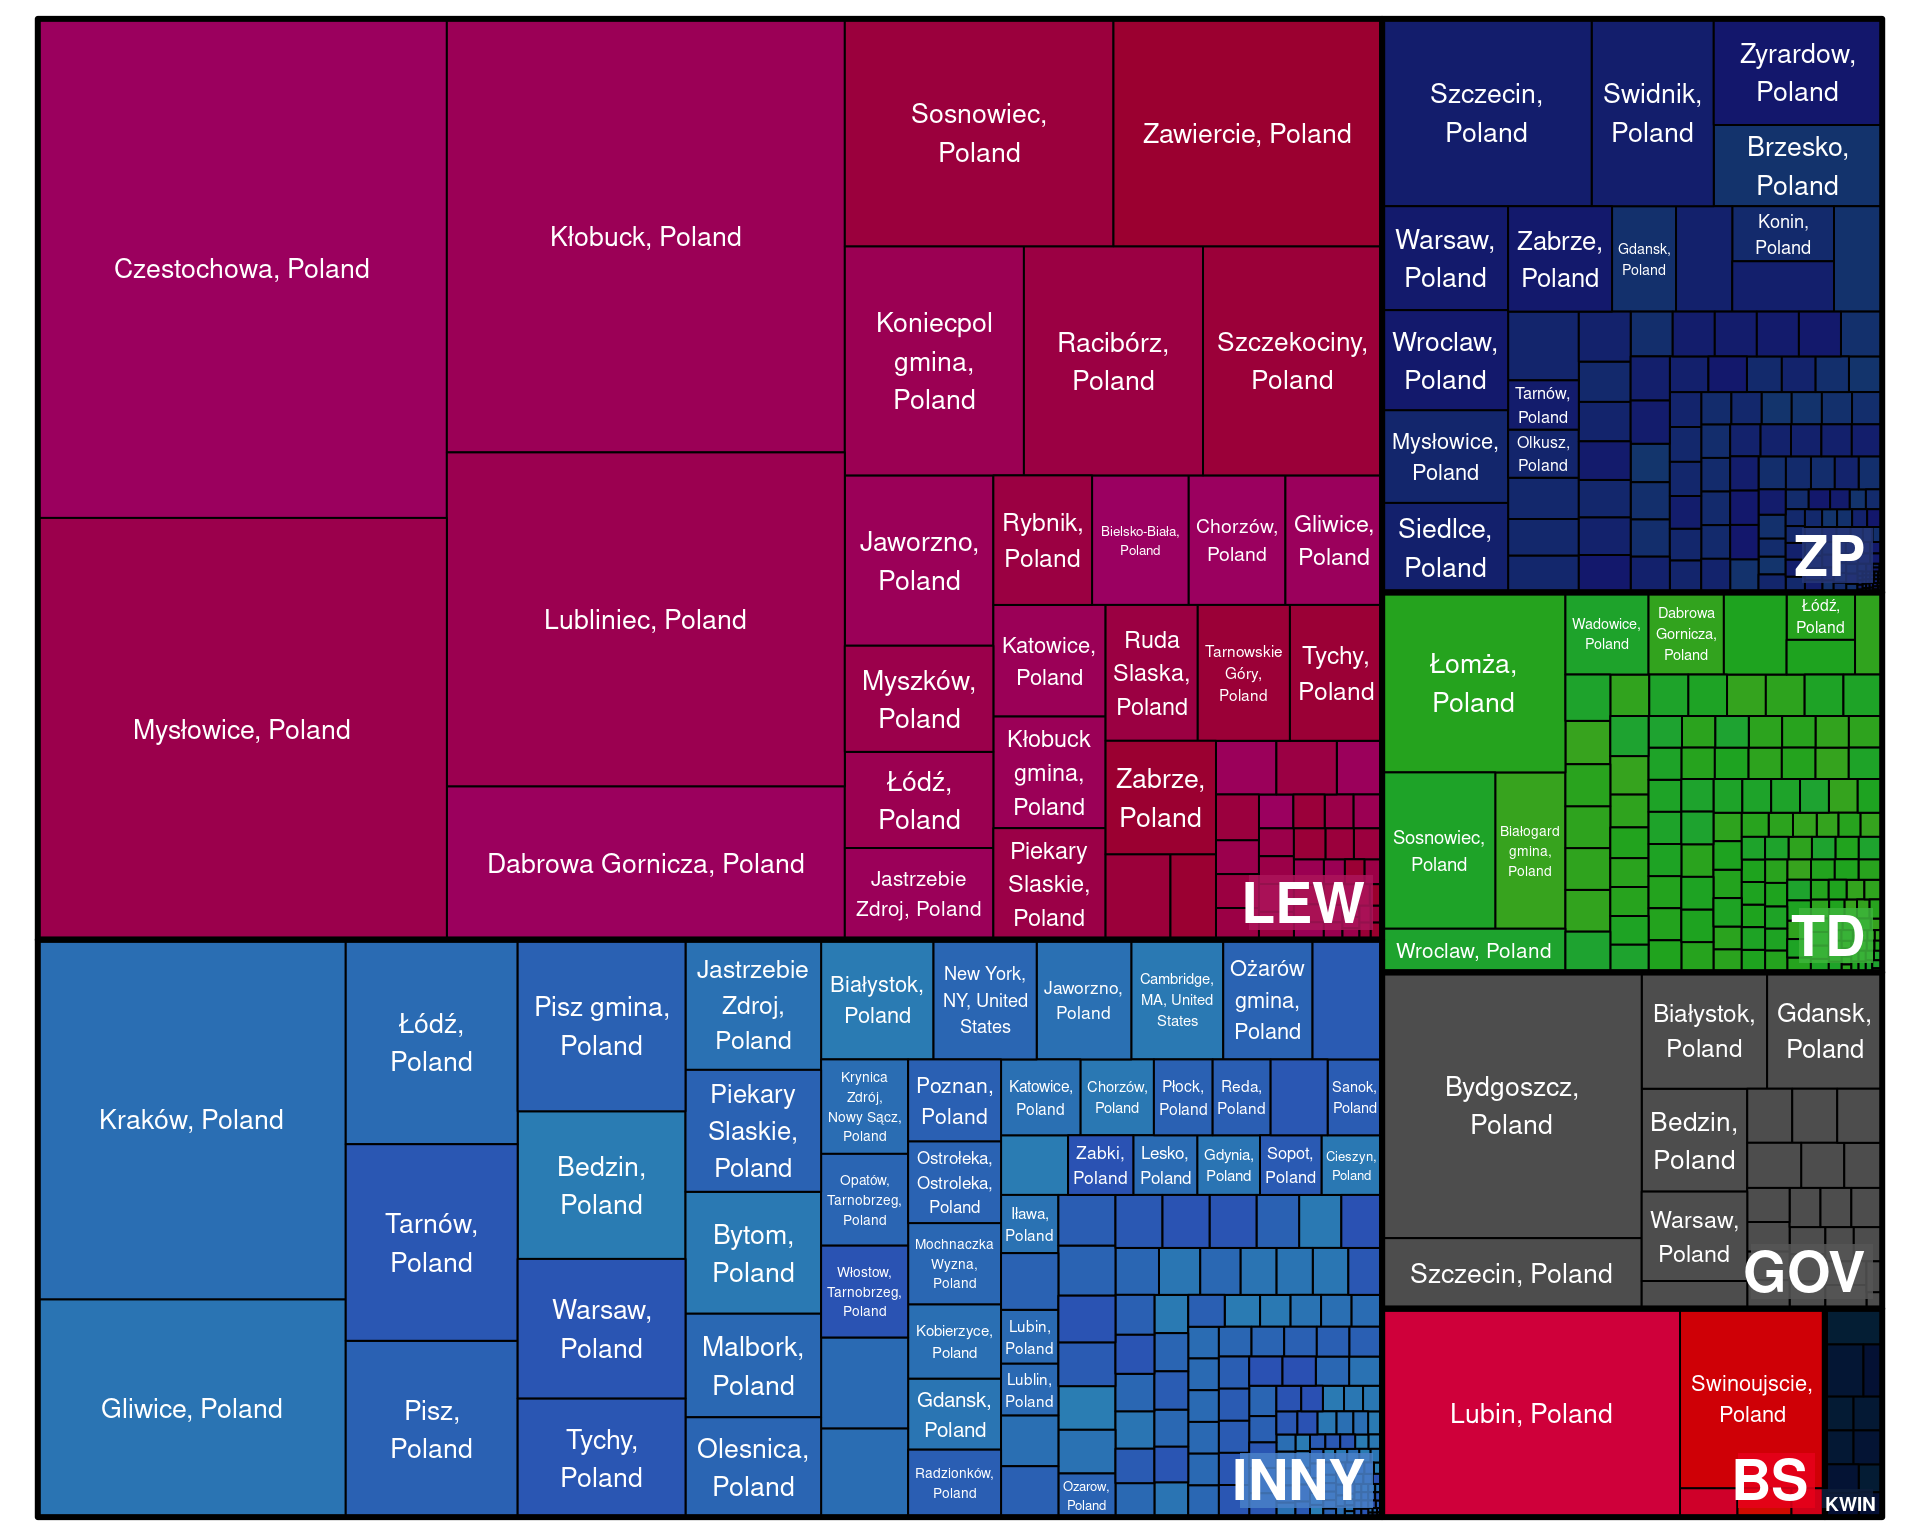 Czestochowa, Poland
Mysłowice, Poland
Kłobuck, Poland
Lubliniec, Poland
Dabrowa Gornicza, Poland
Sosnowiec,
Poland
Zawiercie, Poland
Koniecpol
gmina,
Poland
Racibórz,
Poland
Szczekociny,
Poland
Jaworzno,
Poland
Myszków,
Poland
Łódź,
Poland
Jastrzebie
Zdroj, Poland
Rybnik,
Poland
Bielsko-Biała,
Poland
Chorzów,
Poland
Gliwice,
Poland
Katowice,
Poland
Kłobuck
gmina,
Poland
Piekary
Slaskie,
Poland
Ruda
Slaska,
Poland
Tarnowskie
Góry,
Poland
Tychy,
Poland
Zabrze,
Poland
LEW
Szczecin,
Poland
Swidnik,
Poland
Zyrardow,
Poland
Brzesko,
Poland
Warsaw,
Poland
Zabrze,
Poland
Gdansk,
Poland
Konin,
Poland
Wroclaw,
Poland
Tarnów,
Poland
Olkusz,
Poland
Mysłowice,
Poland
Siedlce,
Poland
ZP
Łomża,
Poland
Wadowice,
Poland
Dabrowa
Gornicza,
Poland
Łódź,
Poland
Sosnowiec,
Poland
Białogard
gmina,
Poland
Wroclaw, Poland
TD
Kraków, Poland
Gliwice, Poland
Łódź,
Poland
Tarnów,
Poland
Pisz,
Poland
Pisz gmina,
Poland
Bedzin,
Poland
Warsaw,
Poland
Tychy,
Poland
Jastrzebie
Zdroj,
Poland
Piekary
Slaskie,
Poland
Bytom,
Poland
Malbork,
Poland
Olesnica,
Poland
Białystok,
Poland
New York,
NY, United
States
Jaworzno,
Poland
Cambridge,
MA, United
States
Ożarów
gmina,
Poland
Krynica
Zdrój,
Nowy Sącz,
Poland
Opatów,
Tarnobrzeg,
Poland
Włostow,
Tarnobrzeg,
Poland
Poznan,
Poland
Ostrołeka,
Ostroleka,
Poland
Mochnaczka
Wyzna,
Poland
Kobierzyce,
Poland
Gdansk,
Poland
Radzionków,
Poland
Katowice,
Poland
Chorzów,
Poland
Płock,
Poland
Reda,
Poland
Sanok,
Poland
Zabki,
Poland
Lesko,
Poland
Gdynia,
Poland
Sopot,
Poland
Cieszyn,
Poland
Iława,
Poland
Lubin,
Poland
Lublin,
Poland
Ozarow,
Poland
INNY
Bydgoszcz,
Poland
Szczecin, Poland
Białystok,
Poland
Gdansk,
Poland
Bedzin,
Poland
Warsaw,
Poland
GOV
Lubin, Poland
Swinoujscie,
Poland
BS
KWIN